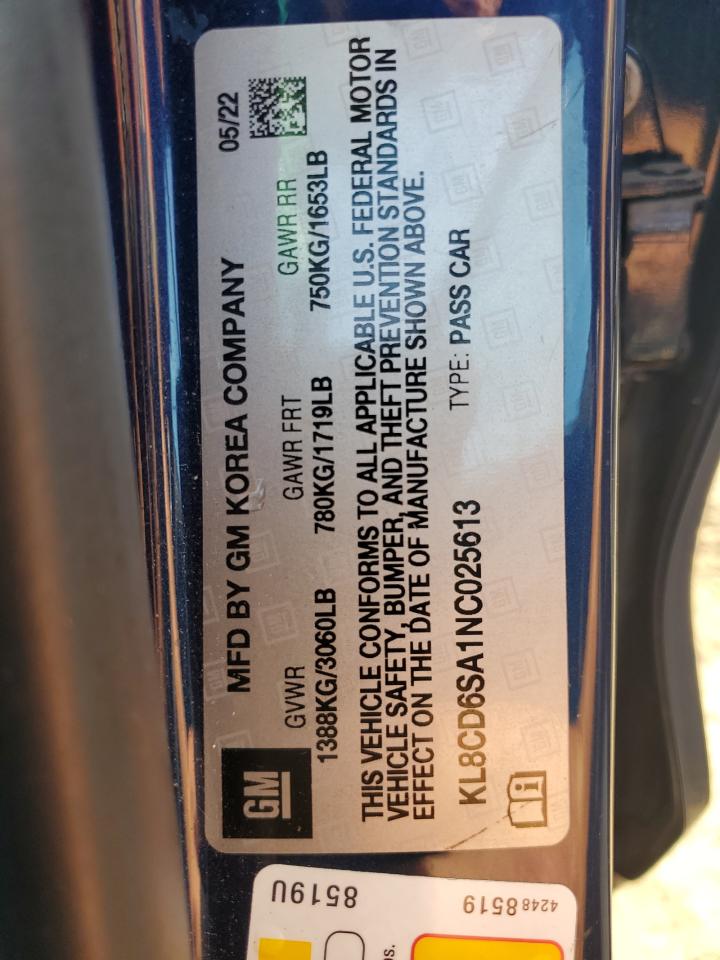 MFD BY GM KOREA COMPANY 05/22
GM
GVWR GAWR FRT GAWR RR
1388KG/3060LB 780KG/1719LB 750KG/1653LB
THIS VEHICLE CONFORMS TO ALL APPLICABLE U.S. FEDERAL MOTOR
VEHICLE SAFETY, BUMPER, AND THEFT PREVENTION STANDARDS IN
EFFECT ON THE DATE OF MANUFACTURE SHOWN ABOVE.
KL8CD6SA1NC025613 TYPE: PASS CAR
8519U
42488519